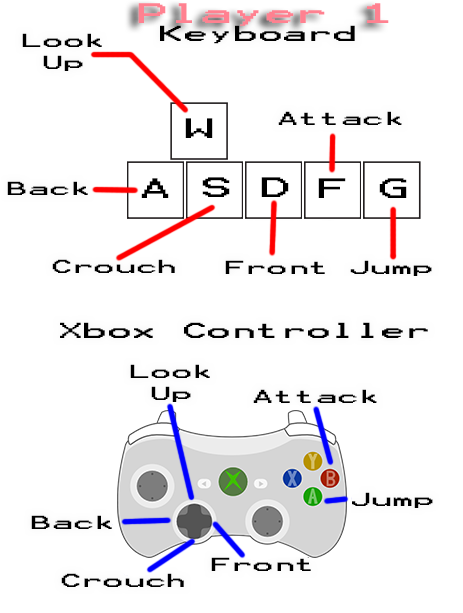 Player 1
Keyboard
Look
Up
W
Attack
Back
A
S
D
F
G
Crouch
Front
Jump
Xbox Controller
Look
Up
Attack
Y
X
B
A
Jump
Back
Front
Crouch